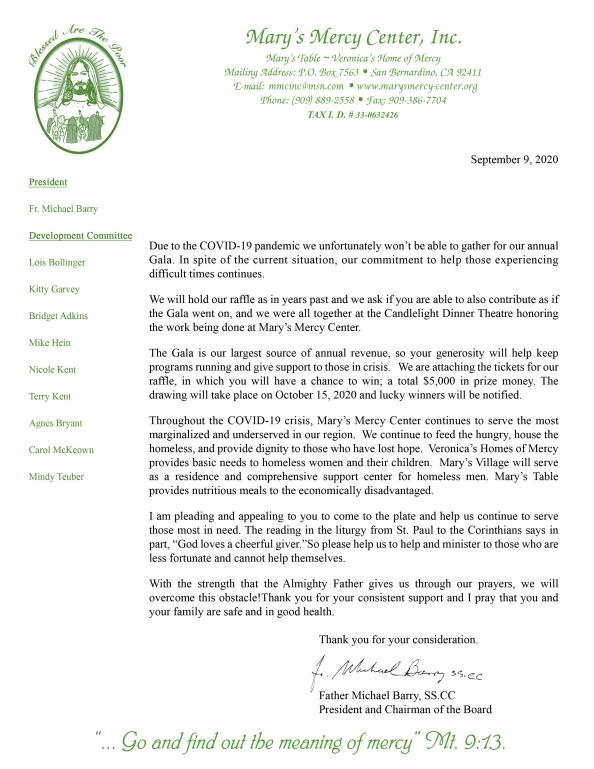 Blessed Are The Poor
Mary's Mercy Center, Inc.
Mary's Table ~ Veronica's Home of Mercy
Mailing Address: P.O. Box 7563 • San Bernardino, CA 92411
E-mail: mmcinc@msn.com • www.marysmercy-center.org
Phone: (909) 889-2558 • Fax: 909-386-7704
TAX I. D. # 33-0632426
September 9, 2020
President
Fr. Michael Barry
Development Committee
Lois Bollinger
Kitty Garvey
Bridget Adkins
Mike Hein
Nicole Kent
Terry Kent
Agnes Bryant
Carol McKeown
Mindy Teuber
Due to the COVID-19 pandemic we unfortunately won't be able to gather for our annual
Gala. In spite of the current situation, our commitment to help those experiencing
difficult times continues.
We will hold our raffle as in years past and we ask if you are able to also contribute as if
the Gala went on, and we were all together at the Candlelight Dinner Theatre honoring
the work being done at Mary's Mercy Center.
The Gala is our largest source of annual revenue, so your generosity will help keep
programs running and give support to those in crisis. We are attaching the tickets for our
raffle, in which you will have a chance to win; a total $5,000 in prize money. The
drawing will take place on October 15, 2020 and lucky winners will be notified.
Throughout the COVID-19 crisis, Mary's Mercy Center continues to serve the most
marginalized and underserved in our region. We continue to feed the hungry, house the
homeless, and provide dignity to those who have lost hope. Veronica's Homes of Mercy
provides basic needs to homeless women and their children. Mary's Village will serve
as a residence and comprehensive support center for homeless men. Mary's Table
provides nutritious meals to the economically disadvantaged.
I am pleading and appealing to you to come to the plate and help us continue to serve
those most in need. The reading in the liturgy from St. Paul to the Corinthians says in
part, "God loves a cheerful giver."So please help us to help and minister to those who are
less fortunate and cannot help themselves.
With the strength that the Almighty Father gives us through our prayers, we will
overcome this obstacle!Thank you for your consistent support and I pray that you and
your family are safe and in good health.
Thank you for your consideration.
Fr. Michael Barry SS.CC
Father Michael Barry, SS.CC
President and Chairman of the Board
"... Go and find out the meaning of mercy" Mt. 9:13.